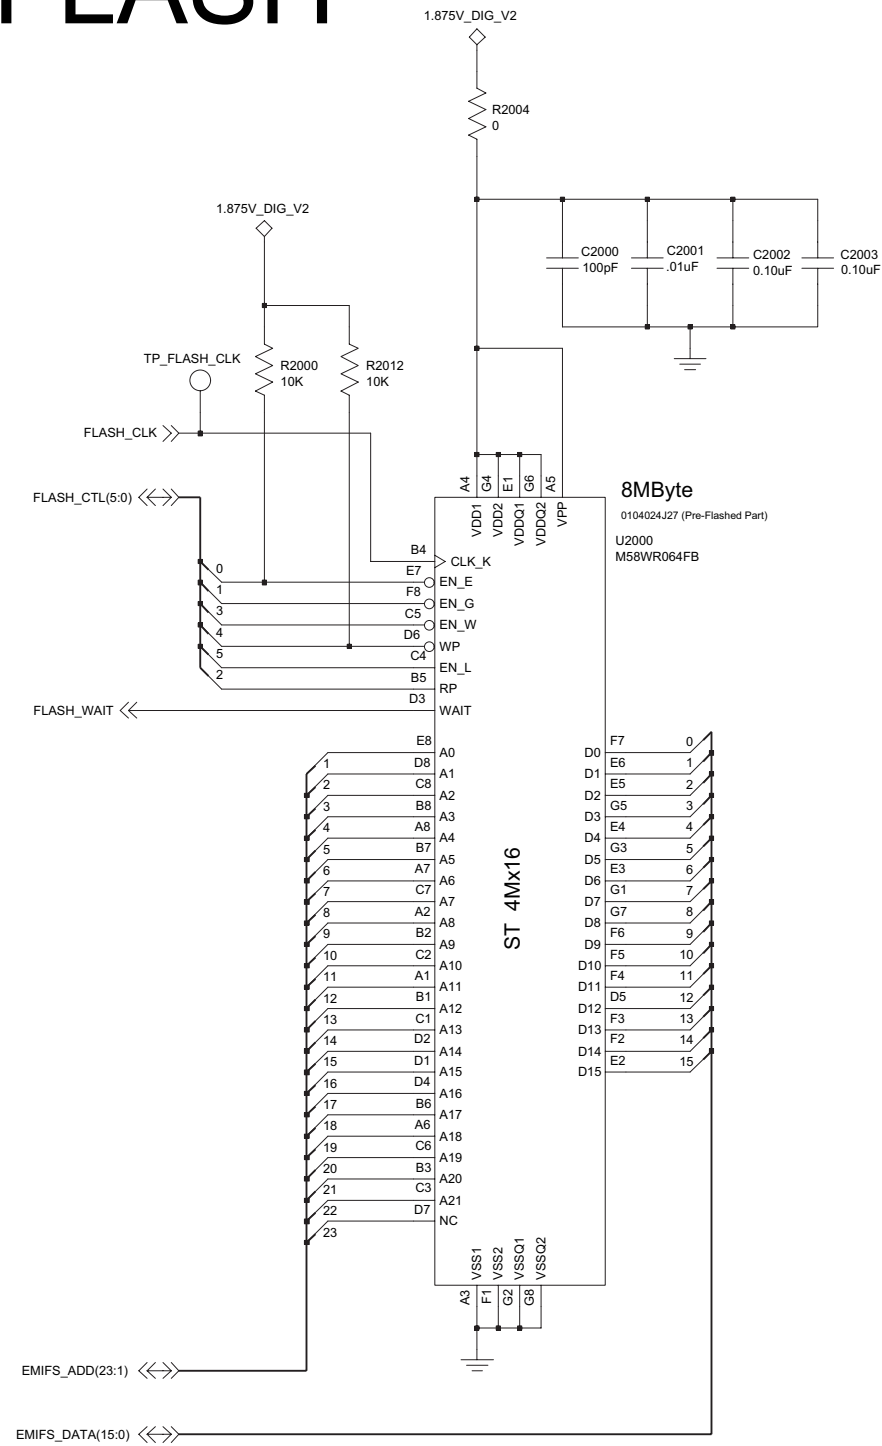 FLASH
1.875V_DIG_V2
R2004
0
1.875V_DIG_V2
C2000
100pF
C2001
.01uF
C2002
0.10uF
C2003
0.10uF
TP_FLASH_CLK
R2000
10K
R2012
10K
FLASH_CLK
FLASH_CTL(5:0)
A4
G4
E1
G6
A5
VDD1
VDD2
VDDQ1
VDDQ2
VPP
8MByte
0104024J27 (Pre-Flashed Part)
U2000
M58WR064FB
B4
CLK_K
0
E7
EN_E
1
F8
EN_G
3
C5
EN_W
4
D6
WP
5
C4
EN_L
2
B5
RP
FLASH_WAIT
D3
WAIT
E8
A0
1
D8
A1
2
C8
A2
3
B8
A3
4
A8
A4
5
B7
A5
6
A7
A6
7
C7
A7
8
A2
A8
9
B2
A9
10
C2
A10
11
A1
A11
12
B1
A12
13
C1
A13
14
D2
A14
15
D1
A15
16
D4
A16
17
B6
A17
18
A6
A18
19
C6
A19
20
B3
A20
21
C3
A21
22
D7
NC
23
ST 4Mx16
D0
F7
0
D1
E6
1
D2
E5
2
D3
G5
3
D4
E4
4
D5
G3
5
D6
E3
6
D7
G1
7
D8
G7
8
D9
F6
9
D10
F5
10
D11
F4
11
D12
D5
12
D13
F3
13
D14
F2
14
D15
E2
15
VSS1
VSS2
VSSQ1
VSSQ2
A3
F1
G2
G8
EMIFS_ADD(23:1)
EMIFS_DATA(15:0)